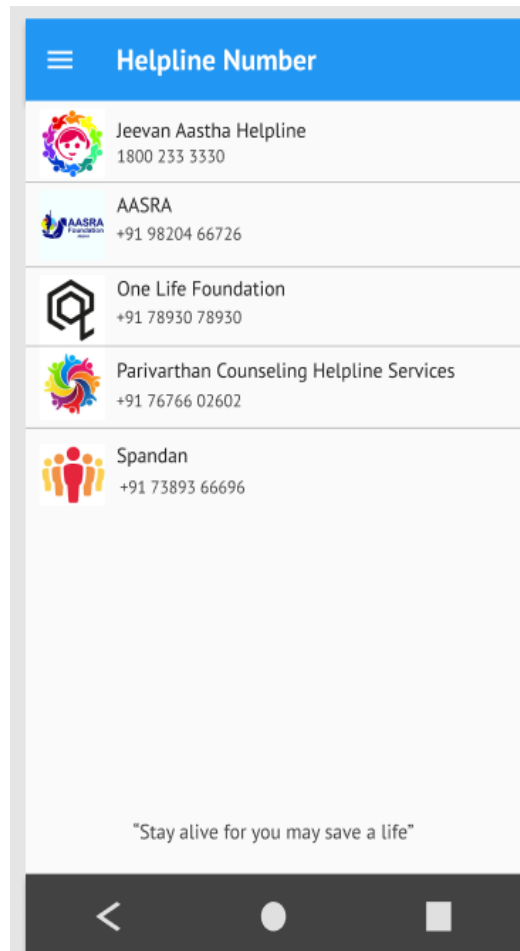 Helpline Number
Jeevan Aastha Helpline
1800 233 3330
AASRA
Foundation
AASRA
+91 98204 66726
One Life Foundation
+91 78930 78930
Parivarthan Counseling Helpline Services
+91 76766 02602
Spandan
+91 73893 66696
“Stay alive for you may save a life”